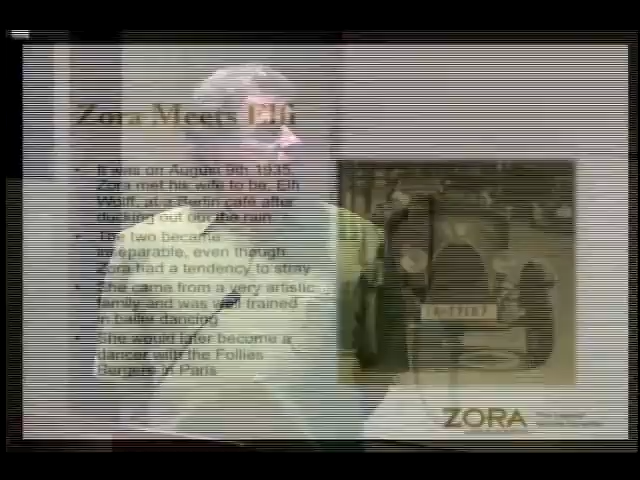 Zora Meets Elfi
• It was on August 9th 1935,
Zora met his wife to be, Elfi
Wolff, at a Berlin café after
ducking out out the rain
• The two became
inseparable, even though
Zora had a tendency to stray
• She came from a very artistic
family and was well trained
in ballet dancing
• She would later become a
dancer with the Follies
Bergers in Paris
ZORA